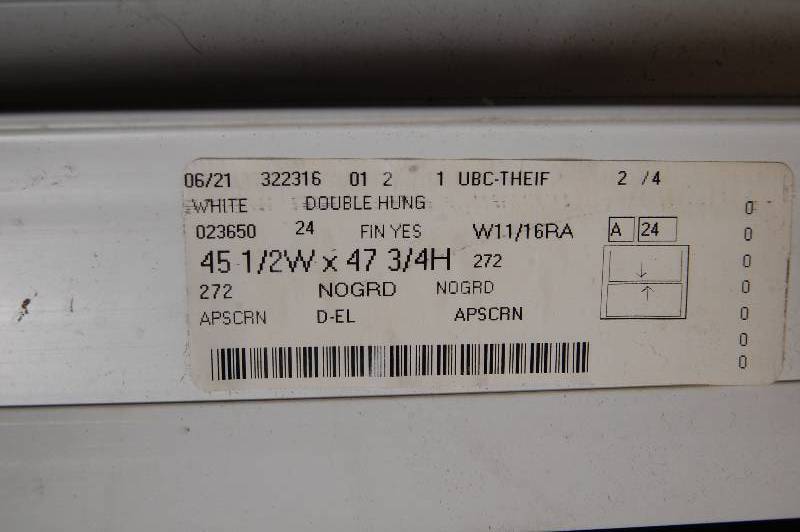 06/21 322316 01 2 1 UBC-THEIF 2 /4
WHITE DOUBLE HUNG 0
023650 24 FIN YES W11/16RA A 24 0
45 1/2W x 47 3/4H 272 0
272 NOGRD NOGRD 0
APSCRN D-EL APSCRN 0
0
0